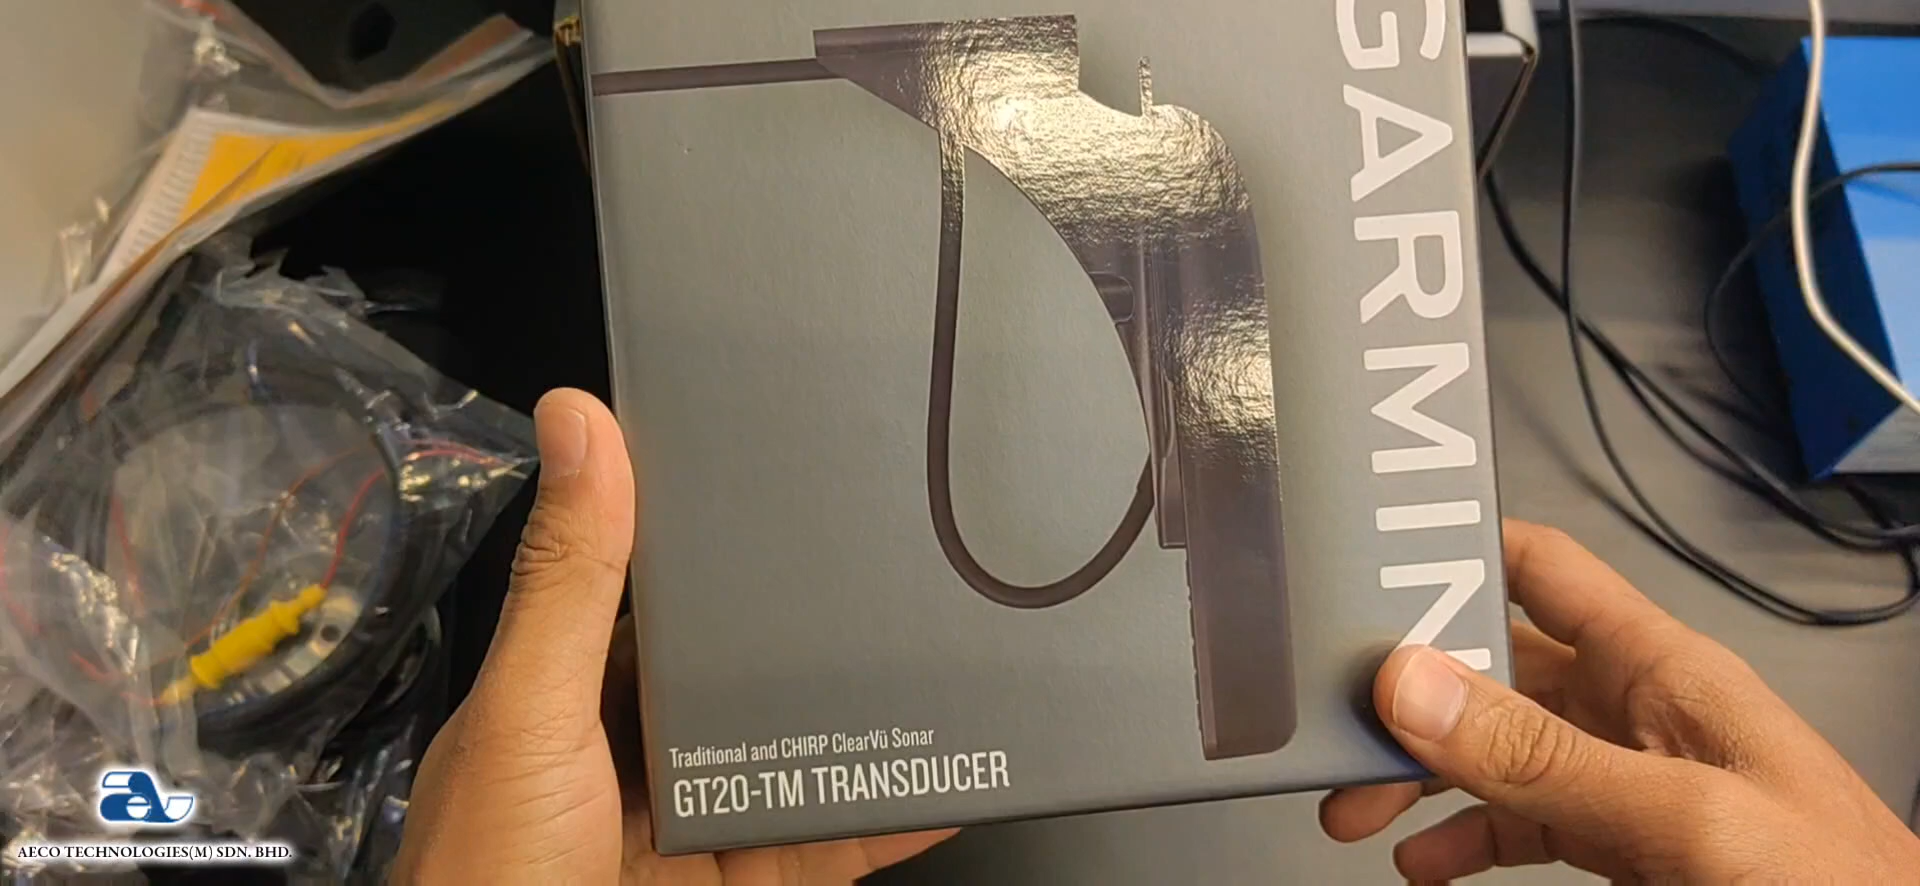 GARMIN
Traditional and CHIRP ClearVü Sonar
GT20-TM TRANSDUCER
AECO TECHNOLOGIES(M) SDN. BHD.